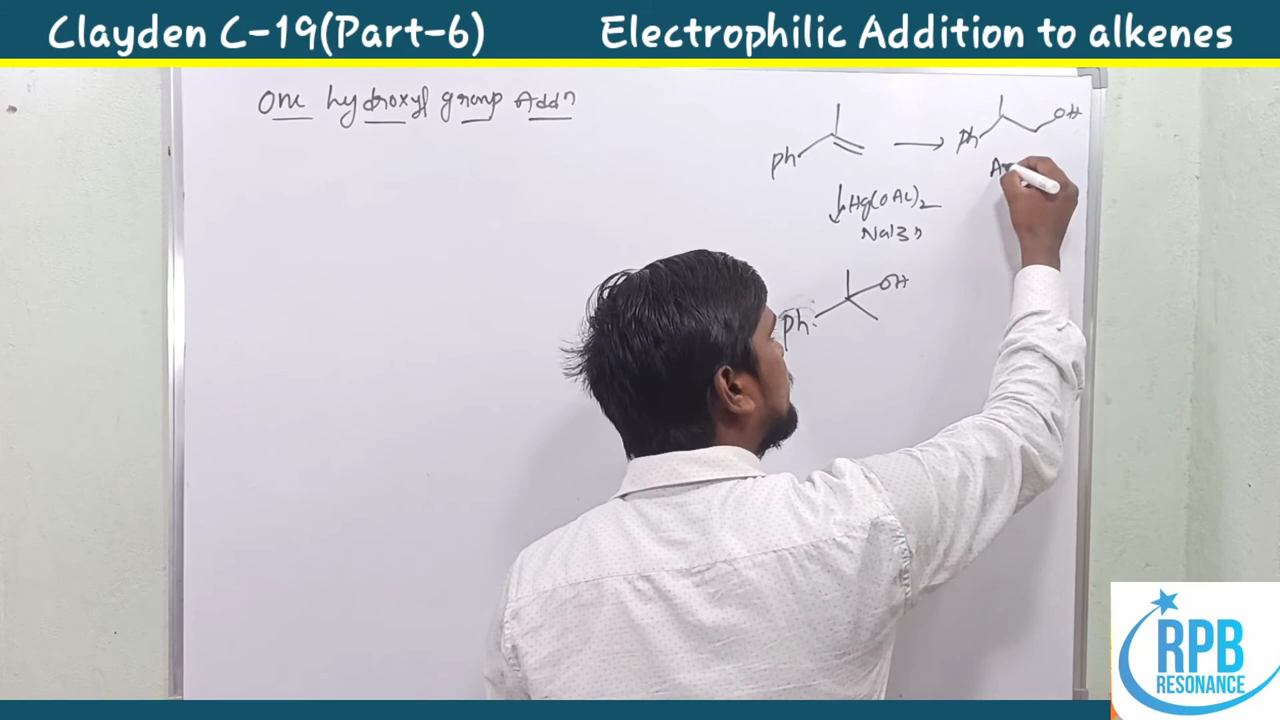 Clayden C-19(Part-6) Electrophilic Addition to alkenes
One hydroxyl group Addn
Ph
Ph OH
A
Hg(OAc)2
Ph OH
RPB
RESONANCE